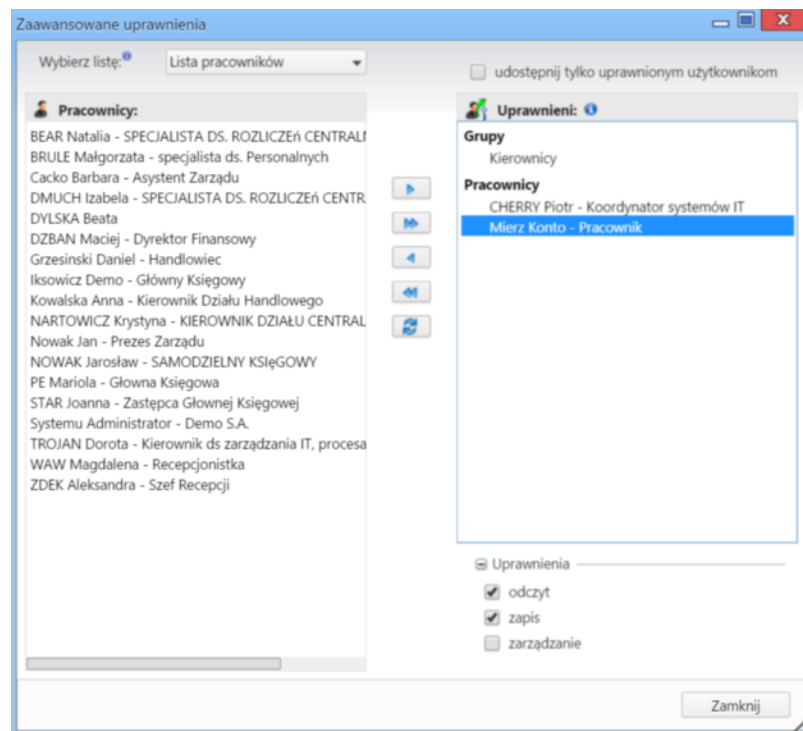 Zaawansowane uprawnienia
Wybierz listę:
Lista pracowników
udostępnij tylko uprawnionym użytkownikom
Pracownicy:
BEAR Natalia - SPECJALISTA DS. ROZLICZEń CENTRALN
BRULE Małgorzata - specjalista ds. Personalnych
Cacko Barbara - Asystent Zarządu
DMUCH Izabela - SPECJALISTA DS. ROZLICZEń CENTR
DYLSKA Beata
DZBAN Maciej - Dyrektor Finansowy
Grzesinski Daniel - Handlowiec
Iksowicz Demo - Główny Księgowy
Kowalska Anna - Kierownik Działu Handlowego
NARTOWICZ Krystyna - KIEROWNIK DZIAŁU CENTRAL
Nowak Jan - Prezes Zarządu
NOWAK Jarosław - SAMODZIELNY KSIęGOWY
PE Mariola - Głowna Księgowa
STAR Joanna - Zastępca Głownej Księgowej
Systemu Administrator - Demo S.A.
TROJAN Dorota - Kierownik ds zarządzania IT, procesa
WAW Magdalena - Recepcjonistka
ZDEK Aleksandra - Szef Recepcji
Uprawnieni:
Grupy
Kierownicy
Pracownicy
CHERRY Piotr - Koordynator systemów IT
Mierz Konto - Pracownik
Uprawnienia
odczyt
zapis
zarządzanie
Zamknij